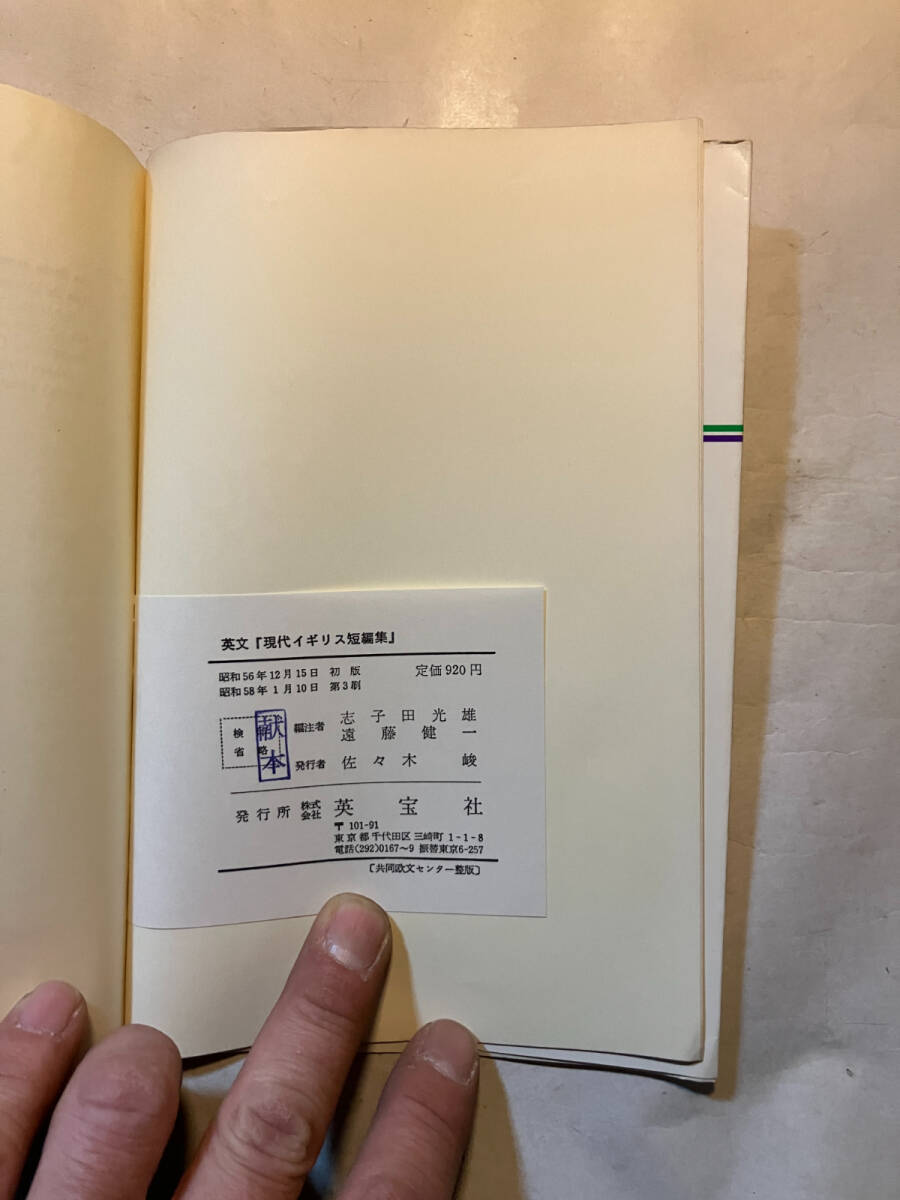 英文『現代イギリス短編集』
昭和56年12月15日 初版 定価920円
昭和58年1月10日 第3刷
検
省略
献本
編注者 志子田光雄
遠藤健一
発行者 佐々木峻
発行所 株式会社 英宝社
〒101-91
東京都千代田区三崎町1-1-8
電話(292)0167〜9 振替東京6-257
〔共同欧文センター整版〕